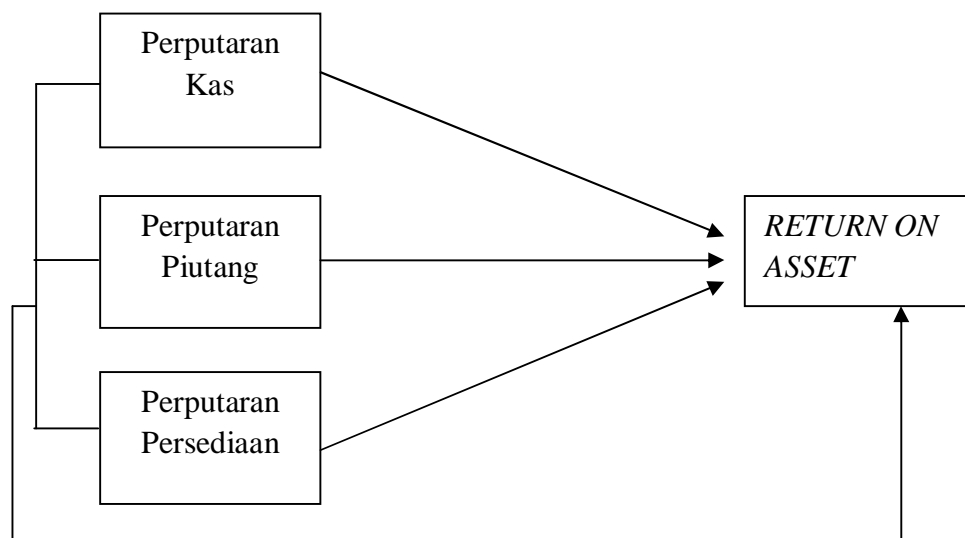 Perputaran
Kas
Perputaran
Piutang
RETURN ON
ASSET
Perputaran
Persediaan